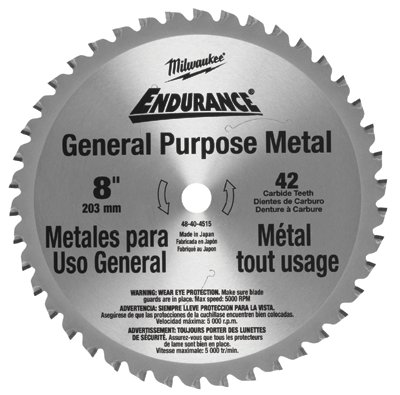 Milwaukee
ENDURANCE
General Purpose Metal
8"
203 mm
42
Carbide Teeth
Dientes de Carburo
Denture à Carbure
48-40-4515
Made in Japan
Fabricada en Japón
Fabriqué au Japon
Metales para
Uso General
Métal
tout usage
WARNING: WEAR EYE PROTECTION. Make sure blade
guards are in place. Max speed: 5000 RPM
ADVERTENCIA: SIEMPRE LLEVE PROTECCION PARA LA VISTA.
Asegúrese de que las protecciones de la cuchilla se encuentren bien colocadas.
Velocidad máxima: 5 000 r.p.m.
AVERTISSEMENT: TOUJOURS PORTER DES LUNETTES
DE SÉCURITÉ. Assurez-vous que tous les protecteurs
de lame sont bien en place.
Vitesse maximale: 5 000 tr/min.